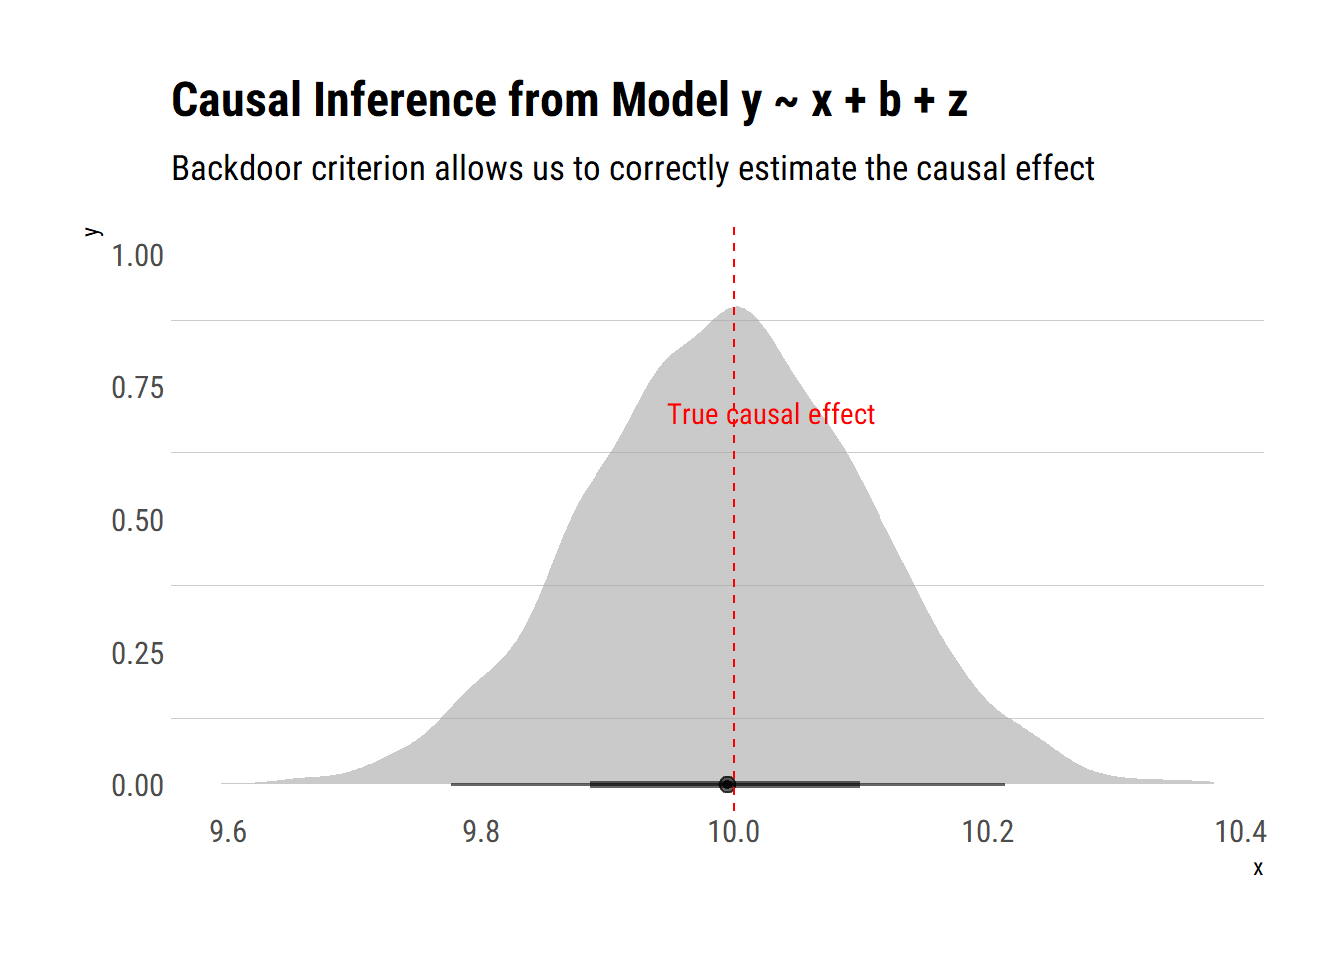 Causal Inference from Model y ~ x + b + z
Backdoor criterion allows us to correctly estimate the causal effect
y
1.00
0.75
True causal effect
0.50
0.25
0.00
9.6 9.8 10.0 10.2 10.4
x